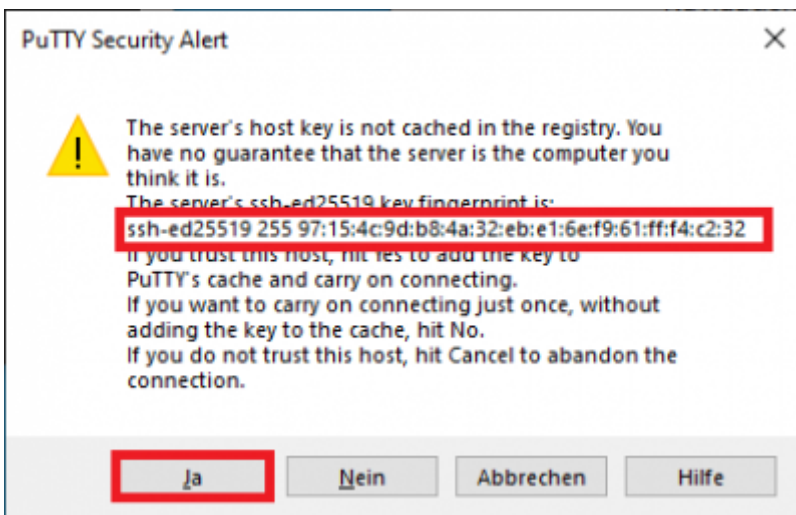 PuTTY Security Alert
The server's host key is not cached in the registry. You
have no guarantee that the server is the computer you
think it is.
The server's ssh-ed25519 key fingerprint is:
ssh-ed25519 255 97:15:4c:9d:b8:4a:32:eb:e1:6e:f9:61:ff:f4:c2:32
If you trust this host, hit Yes to add the key to
PuTTY's cache and carry on connecting.
If you want to carry on connecting just once, without
adding the key to the cache, hit No.
If you do not trust this host, hit Cancel to abandon the
connection.
Ja
Nein
Abbrechen
Hilfe